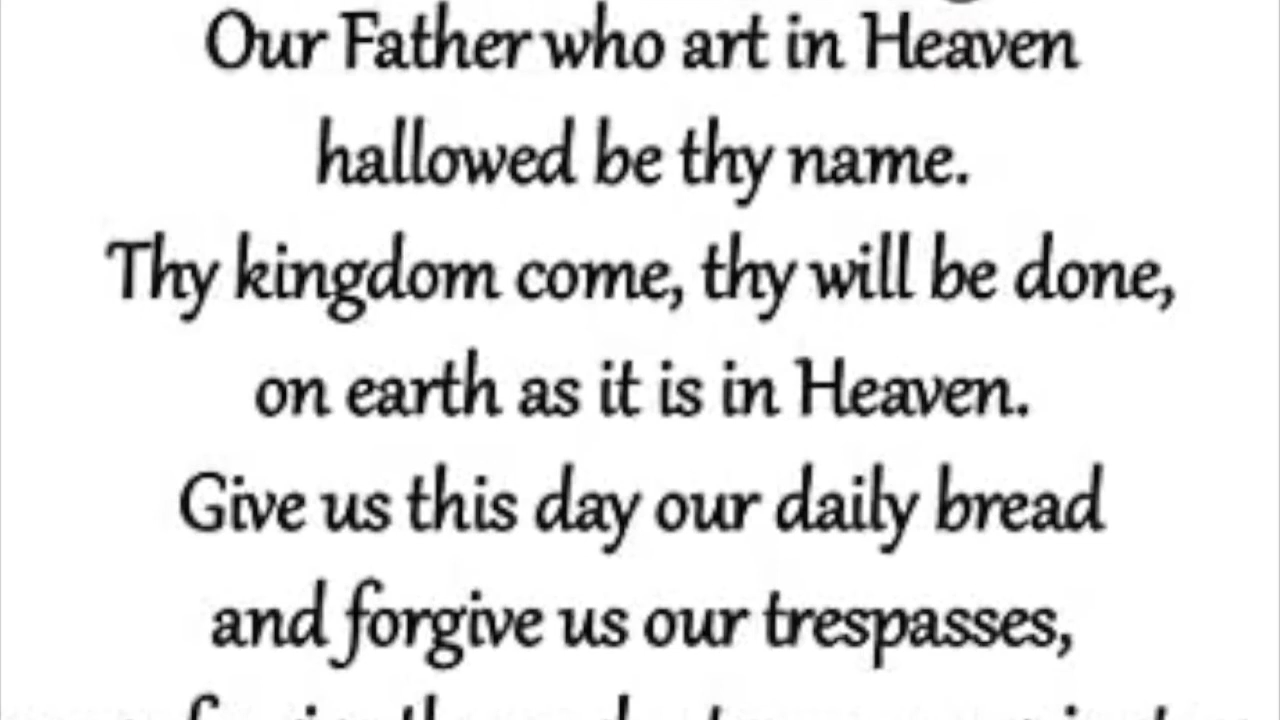 Our Father who art in Heaven
hallowed be thy name.
Thy kingdom come, thy will be done,
on earth as it is in Heaven.
Give us this day our daily bread
and forgive us our trespasses,